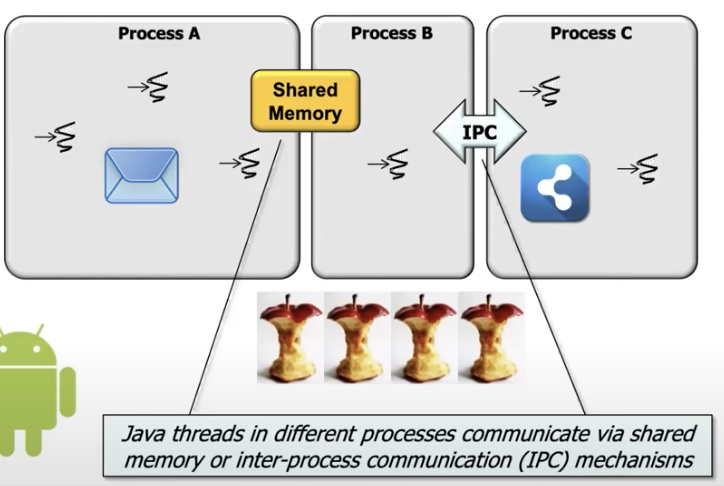 Process A
Process B
Process C
Shared
Memory
IPC
Java threads in different processes communicate via shared
memory or inter-process communication (IPC) mechanisms